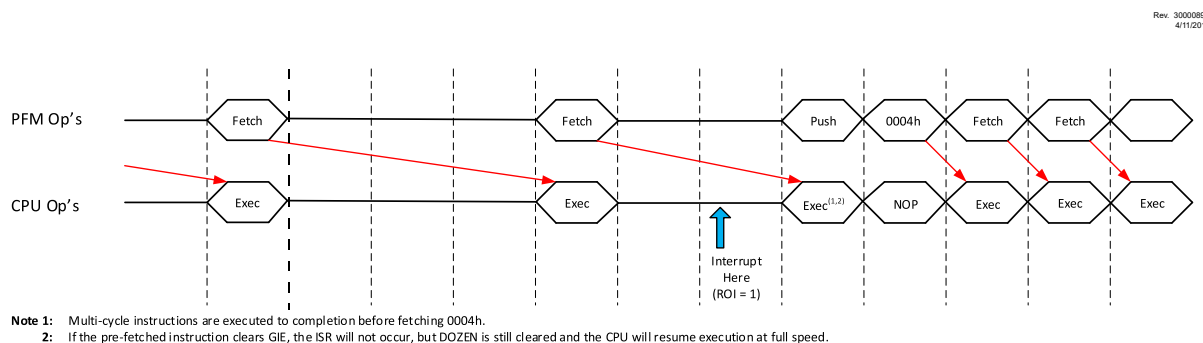 Rev. 3000089
4/11/201
PFM Op's Fetch Fetch Push 0004h Fetch Fetch
CPU Op's Exec Exec Exec(1,2) NOP Exec Exec Exec
Interrupt
Here
(ROI = 1)
Note 1: Multi-cycle instructions are executed to completion before fetching 0004h.
2: If the pre-fetched instruction clears GIE, the ISR will not occur, but DOZEN is still cleared and the CPU will resume execution at full speed.